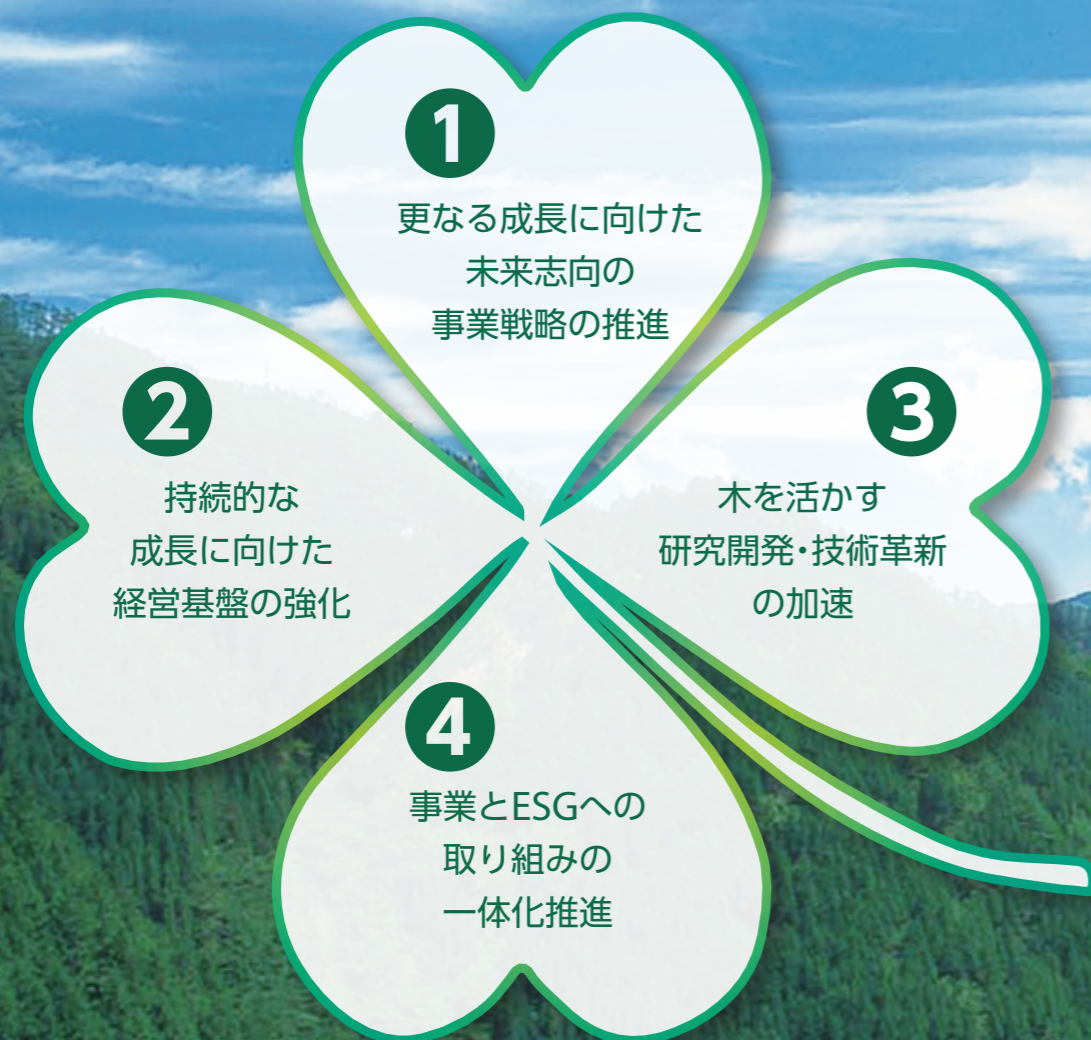 1
更なる成長に向けた
未来志向の
事業戦略の推進
2
持続的な
成長に向けた
経営基盤の強化
3
木を活かす
研究開発・技術革新
の加速
4
事業とESGへの
取り組みの
一体化推進